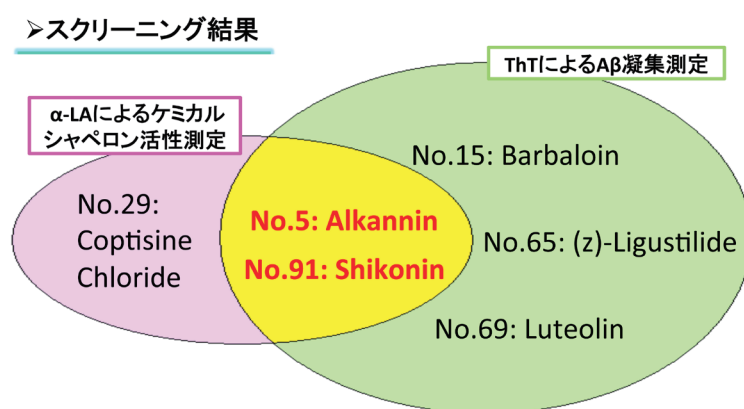 ➢スクリーニング結果
ThTによるAβ凝集測定
α-LAによるケミカル
シャペロン活性測定
No.15: Barbaloin
No.29:
Coptisine
Chloride
No.5: Alkannin
No.91: Shikonin
No.65: (z)-Ligustilide
No.69: Luteolin